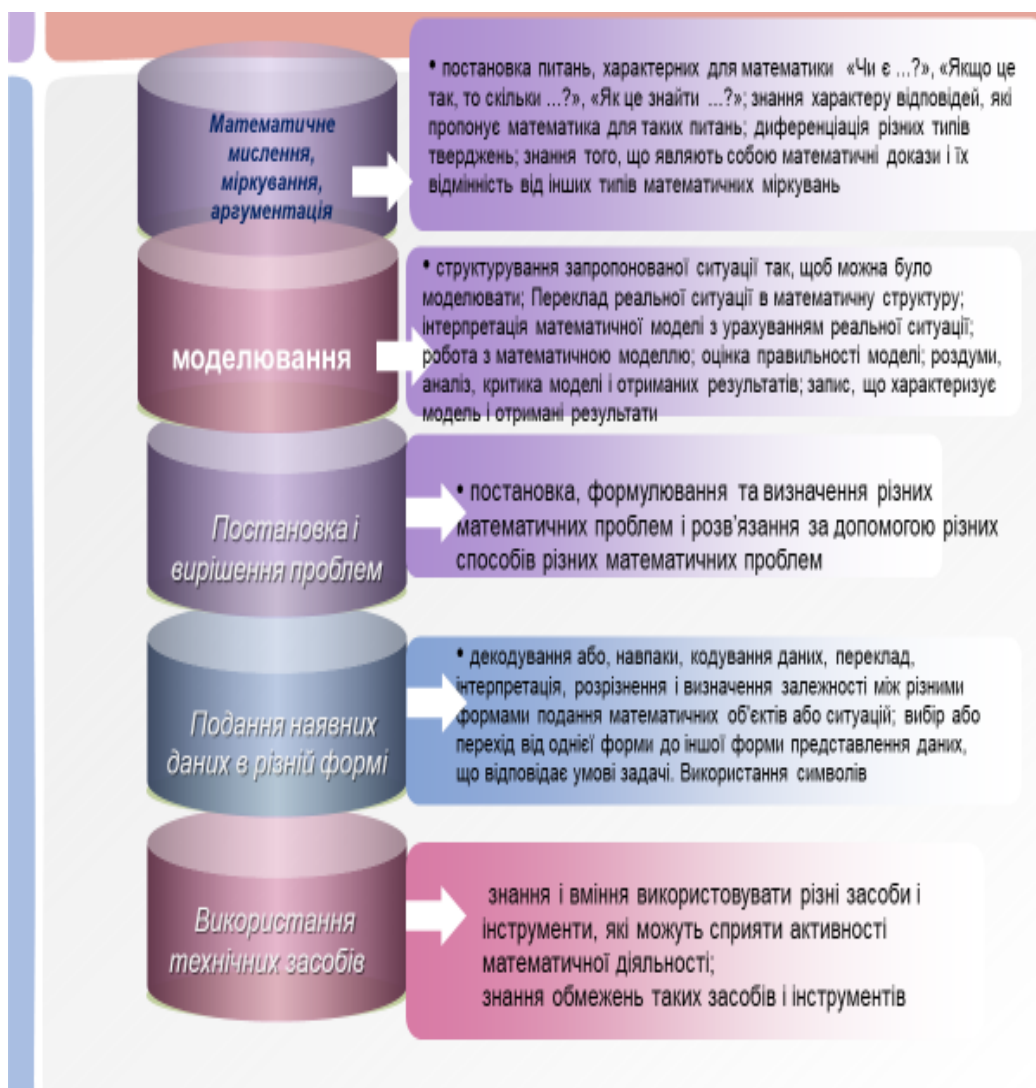 Математичне
мислення,
міркування,
аргументація
• постановка питань, характерних для математики «Чи є ...?», «Якщо це
так, то скільки ...?», «Як це знайти ...?»; знання характеру відповідей, які
пропонує математика для таких питань; диференціація різних типів
тверджень; знання того, що являють собою математичні докази і їх
відмінність від інших типів математичних міркувань
моделювання
• структурування запропонованої ситуації так, щоб можна було
моделювати; Переклад реальної ситуації в математичну структуру;
інтерпретація математичної моделі з урахуванням реальної ситуації;
робота з математичною моделлю; оцінка правильності моделі; роздуми,
аналіз, критика моделі і отриманих результатів; запис, що характеризує
модель і отримані результати
Постановка і
вирішення проблем
• постановка, формулювання та визначення різних
математичних проблем і розв’язання за допомогою різних
способів різних математичних проблем
Подання наявних
даних в різній формі
• декодування або, навпаки, кодування даних, переклад,
інтерпретація, розрізнення і визначення залежності між різними
формами подання математичних об'єктів або ситуацій; вибір або
перехід від однієї форми до іншої форми представлення даних,
що відповідає умові задачі. Використання символів
Використання
технічних засобів
знання і вміння використовувати різні засоби і
інструменти, які можуть сприяти активності
математичної діяльності;
знання обмежень таких засобів і інструментів